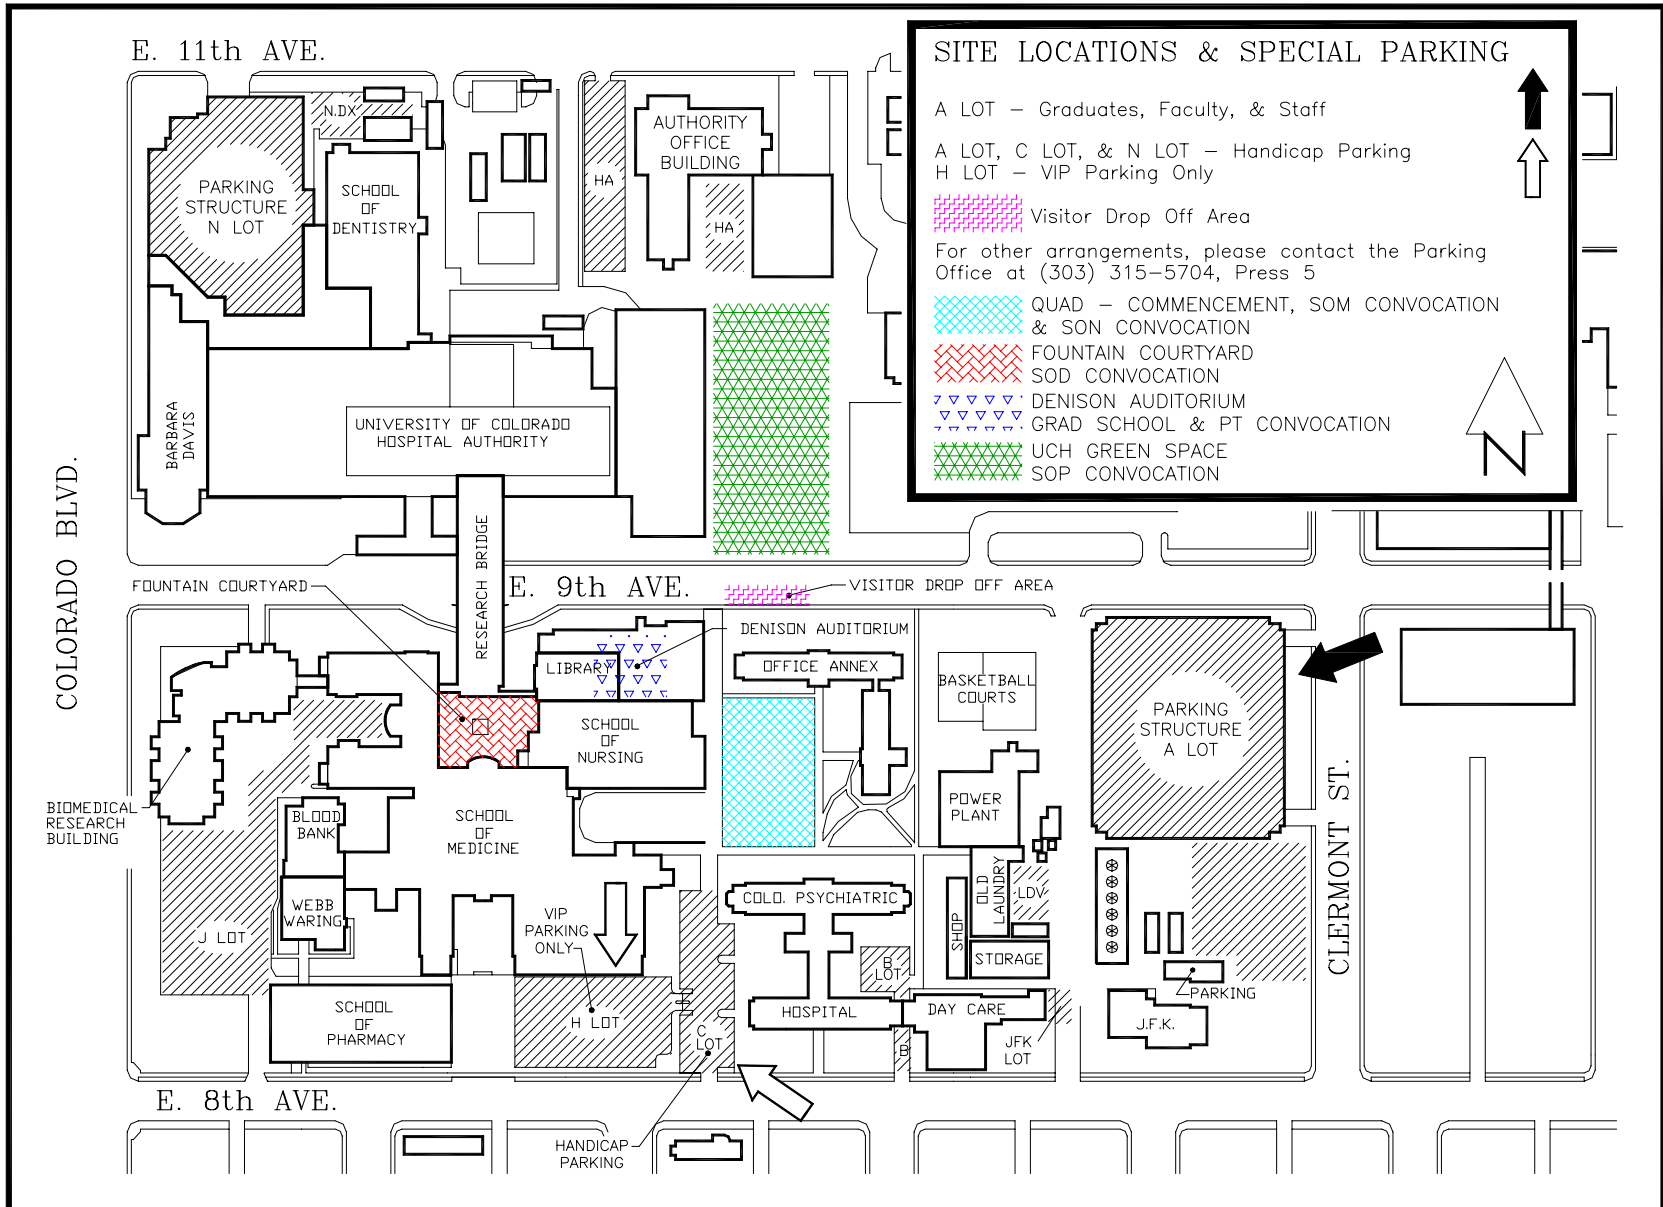 E. 11th AVE.
SITE LOCATIONS & SPECIAL PARKING
A LOT – Graduates, Faculty, & Staff
A LOT, C LOT, & N LOT – Handicap Parking
H LOT – VIP Parking Only
Visitor Drop Off Area
For other arrangements, please contact the Parking
Office at (303) 315–5704, Press 5
QUAD – COMMENCEMENT, SOM CONVOCATION
& SON CONVOCATION
FOUNTAIN COURTYARD
SOD CONVOCATION
DENISON AUDITORIUM
GRAD SCHOOL & PT CONVOCATION
UCH GREEN SPACE
SOP CONVOCATION
N
N.DX
PARKING
STRUCTURE
N LOT
SCHOOL
OF
DENTISTRY
HA
AUTHORITY
OFFICE
BUILDING
HA
BARBARA
DAVIS
UNIVERSITY OF COLORADO
HOSPITAL AUTHORITY
COLORADO BLVD.
RESEARCH BRIDGE
FOUNTAIN COURTYARD
E. 9th AVE.
VISITOR DROP OFF AREA
DENISON AUDITORIUM
LIBRARY
OFFICE ANNEX
BASKETBALL
COURTS
PARKING
STRUCTURE
A LOT
SCHOOL
OF
NURSING
BIOMEDICAL
RESEARCH
BUILDING
BLOOD
BANK
SCHOOL
OF
MEDICINE
POWER
PLANT
CLERMONT ST.
WEBB
WARING
J LOT
VIP
PARKING
ONLY
COLO. PSYCHIATRIC
OLD
LAUNDRY
LDV
SHOP
STORAGE
B
LOT
PARKING
SCHOOL
OF
PHARMACY
H LOT
C
LOT
HOSPITAL
DAY CARE
B
JFK
LOT
J.F.K.
E. 8th AVE.
HANDICAP
PARKING